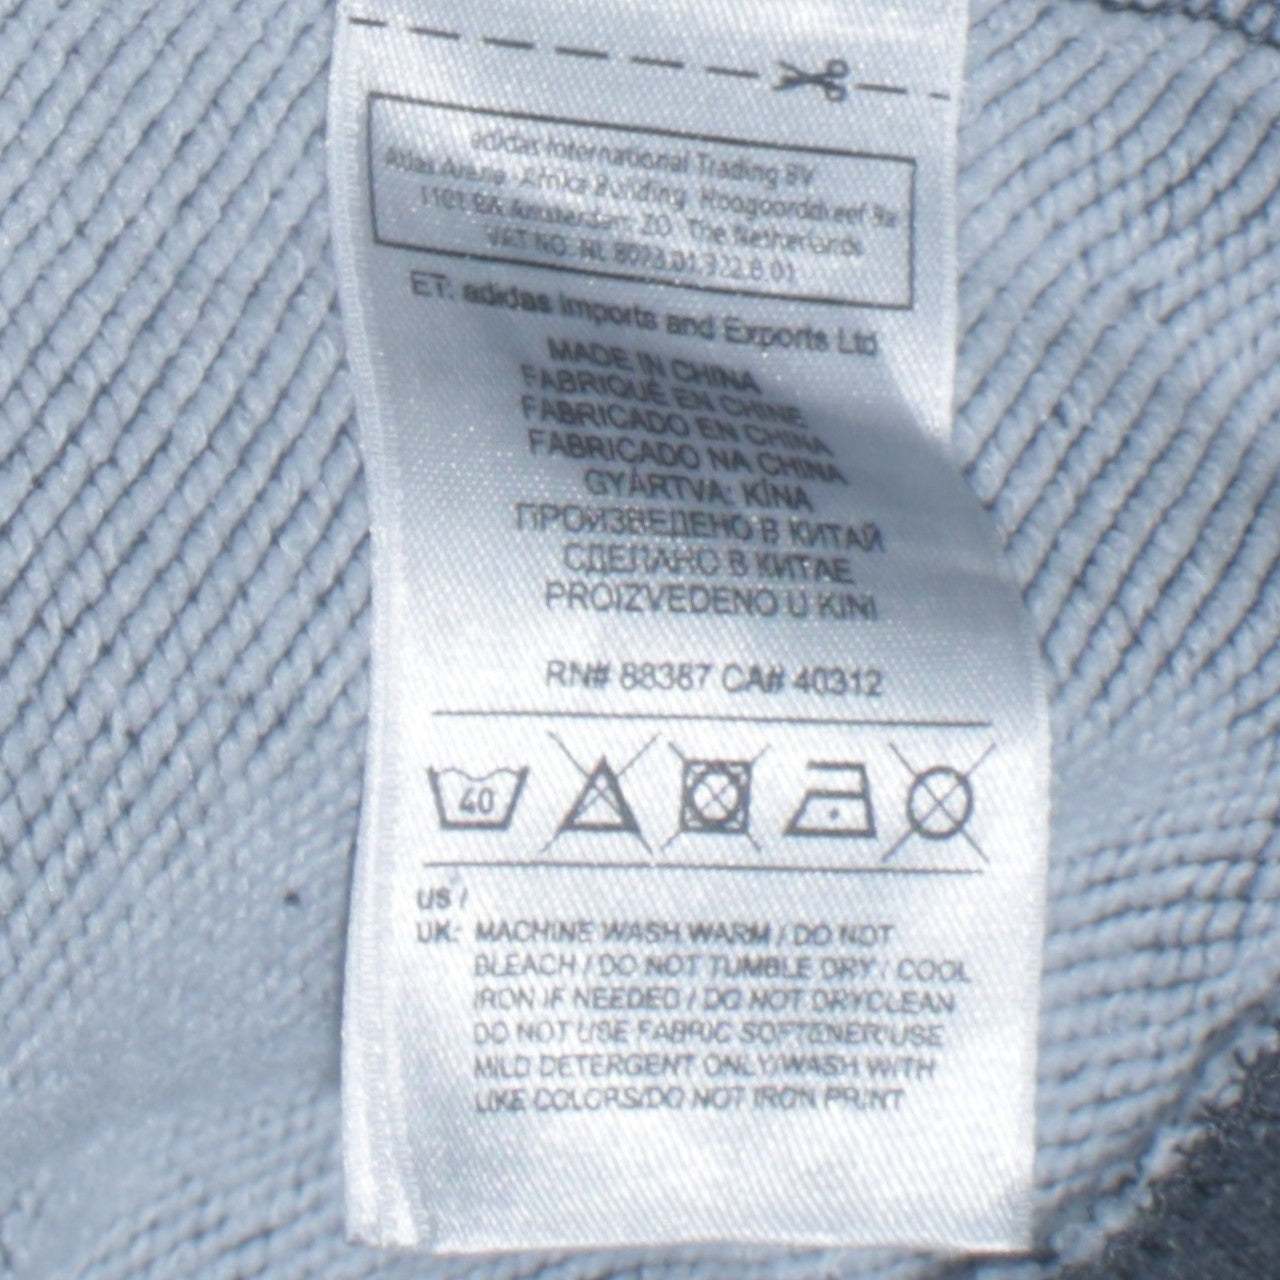 adidas International Trading BV
Atlas Arena, Africa Building, Hoogoorddreef 9a
1101 BA Amsterdam ZO The Netherlands
VAT NO. NL 8023.01.972.B.01
ET: adidas Imports and Exports Ltd
MADE IN CHINA
FABRIQUÉ EN CHINE
FABRICADO EN CHINA
FABRICADO NA CHINA
GYÁRTVA: KÍNA
ПРОИЗВЕДЕНО В КИТАЙ
СДЕЛАНО В КИТАЕ
PROIZVEDENO U KINI
RN# 88387 CA# 40312
40
US /
UK: MACHINE WASH WARM / DO NOT
BLEACH / DO NOT TUMBLE DRY / COOL
IRON IF NEEDED / DO NOT DRYCLEAN
DO NOT USE FABRIC SOFTENER/USE
MILD DETERGENT ONLY/WASH WITH
LIKE COLORS/DO NOT IRON PRINT